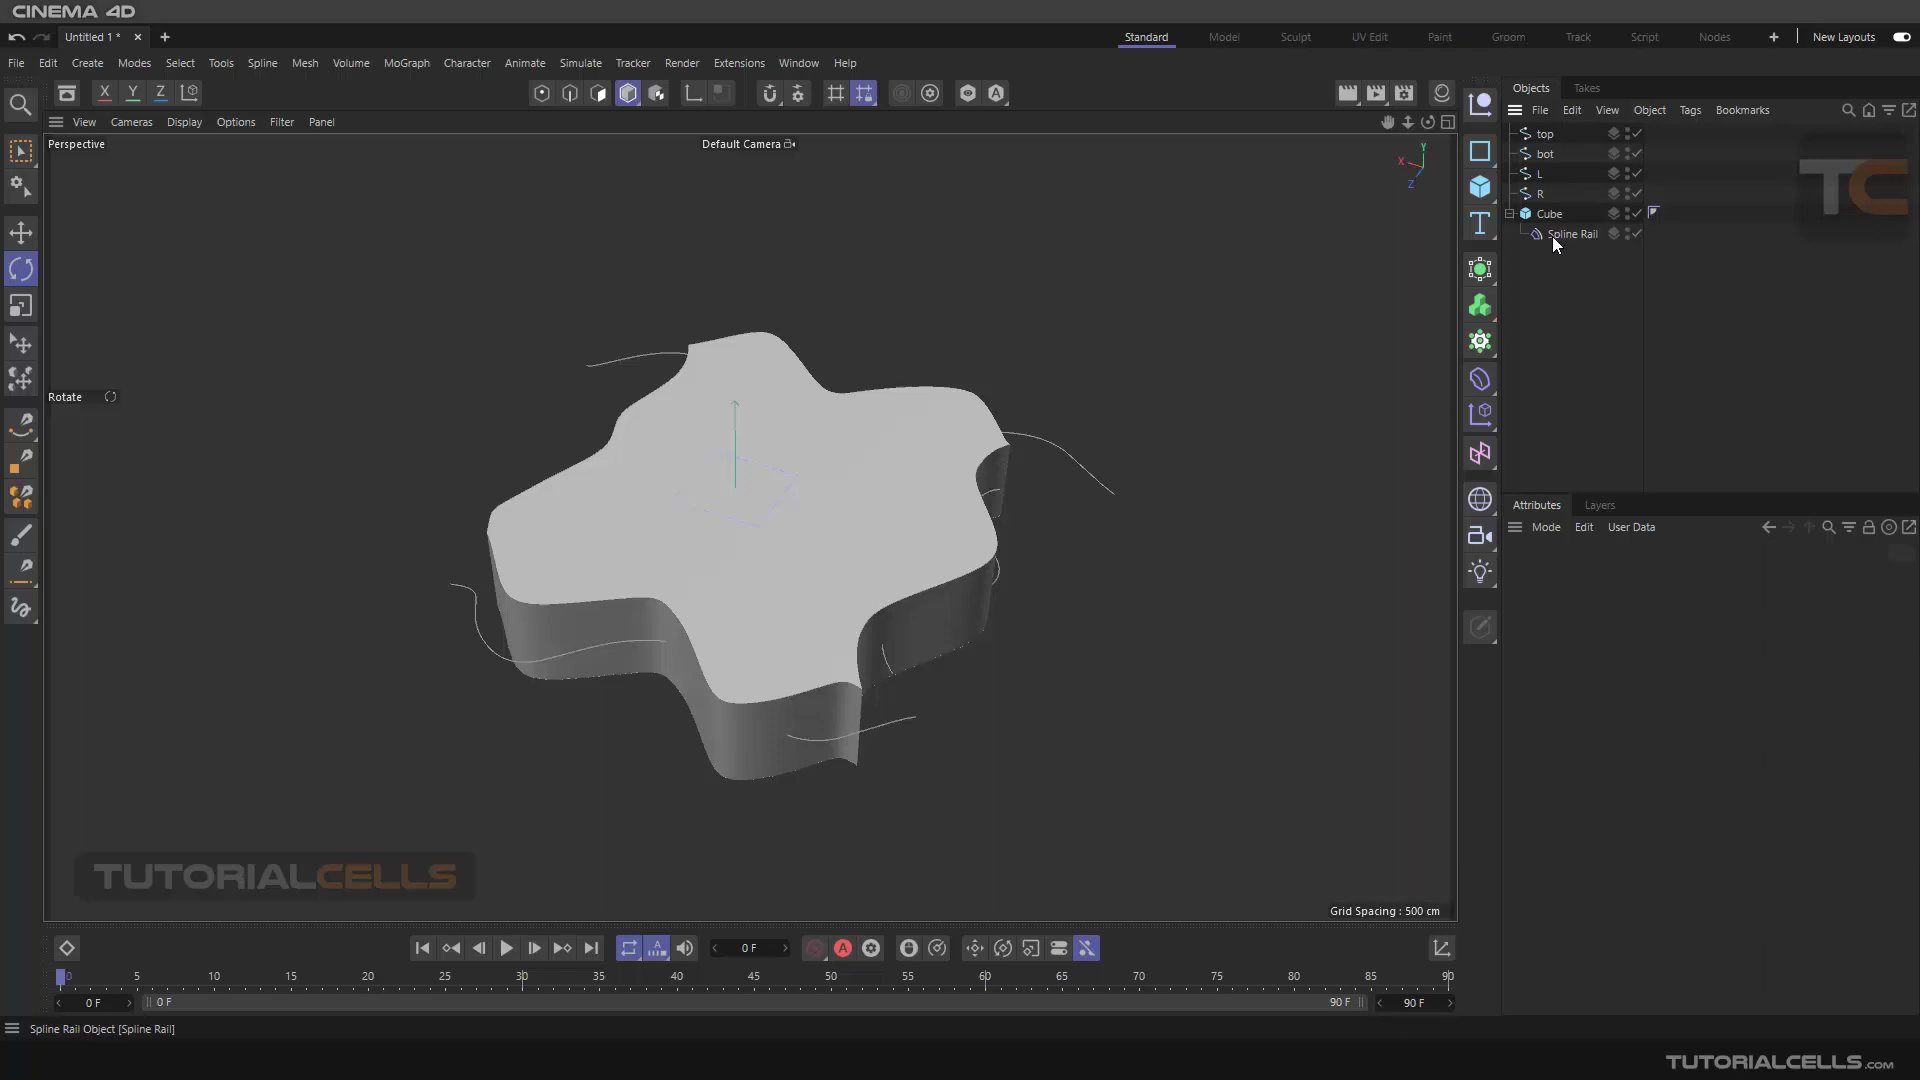 CINEMA 4D
Untitled 1 *
Standard Model Sculpt UV Edit Paint Groom Track Script Nodes New Layouts
File Edit Create Modes Select Tools Spline Mesh Volume MoGraph Character Animate Simulate Tracker Render Extensions Window Help
X Y Z
Objects Takes
File Edit View Object Tags Bookmarks
View Cameras Display Options Filter Panel
Perspective
Default Camera
Y
X
Z
top
bot
L
R
Cube
Spline Rail
TC
Rotate
Attributes Layers
Mode Edit User Data
TUTORIALCELLS
Grid Spacing : 500 cm
0 F
0 5 10 15 20 25 30 35 40 45 50 55 60 65 70 75 80 85 90
0 F 0 F 90 F 90 F
Spline Rail Object [Spline Rail]
TUTORIALCELLS.COM